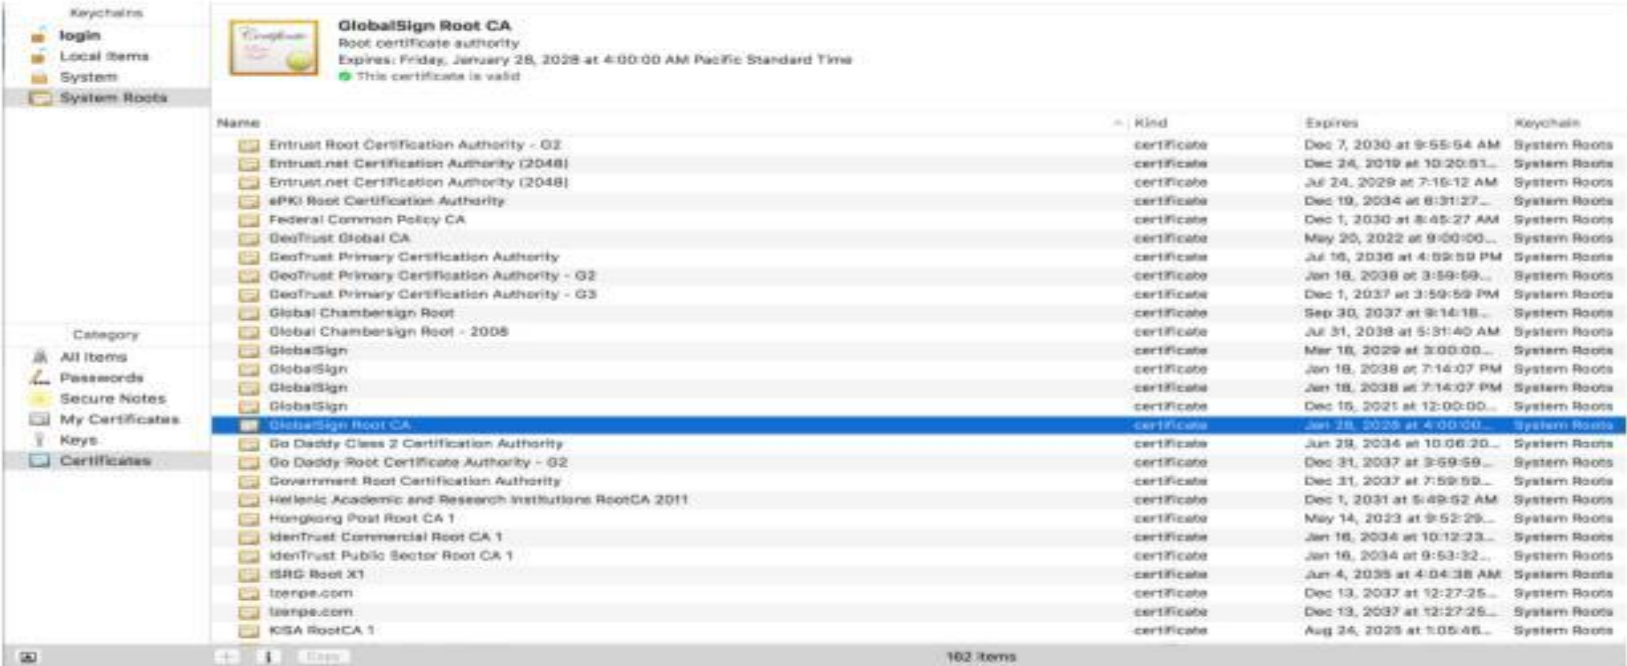 Keychains
login
Local Items
System
System Roots
Category
All Items
Passwords
Secure Notes
My Certificates
Keys
Certificates
Certificate
GlobalSign Root CA
Root certificate authority
Expires: Friday, January 28, 2028 at 4:00:00 AM Pacific Standard Time
This certificate is valid
Name Kind Expires Keychain
Entrust Root Certification Authority - G2 certificate Dec 7, 2030 at 9:55:54 AM System Roots
Entrust.net Certification Authority (2048) certificate Dec 24, 2019 at 10:20:51... System Roots
Entrust.net Certification Authority (2048) certificate Jul 24, 2029 at 7:15:12 AM System Roots
ePKI Root Certification Authority certificate Dec 19, 2034 at 6:31:27... System Roots
Federal Common Policy CA certificate Dec 1, 2030 at 8:45:27 AM System Roots
GeoTrust Global CA certificate May 20, 2022 at 9:00:00... System Roots
GeoTrust Primary Certification Authority certificate Jul 16, 2036 at 4:59:59 PM System Roots
GeoTrust Primary Certification Authority - G2 certificate Jan 18, 2038 at 3:59:59... System Roots
GeoTrust Primary Certification Authority - G3 certificate Dec 1, 2037 at 3:59:59 PM System Roots
Global Chambersign Root certificate Sep 30, 2037 at 9:14:18... System Roots
Global Chambersign Root - 2008 certificate Jul 31, 2038 at 5:31:40 AM System Roots
GlobalSign certificate Mar 18, 2029 at 3:00:00... System Roots
GlobalSign certificate Jan 18, 2038 at 7:14:07 PM System Roots
GlobalSign certificate Jan 18, 2038 at 7:14:07 PM System Roots
GlobalSign certificate Dec 15, 2021 at 12:00:00... System Roots
GlobalSign Root CA certificate Jan 28, 2028 at 4:00:00... System Roots
Go Daddy Class 2 Certification Authority certificate Jun 29, 2034 at 10:06:20... System Roots
Go Daddy Root Certificate Authority - G2 certificate Dec 31, 2037 at 3:59:59... System Roots
Government Root Certification Authority certificate Dec 31, 2037 at 7:59:59... System Roots
Hellenic Academic and Research Institutions RootCA 2011 certificate Dec 1, 2031 at 5:49:52 AM System Roots
Hongkong Post Root CA 1 certificate May 14, 2023 at 9:52:29... System Roots
IdenTrust Commercial Root CA 1 certificate Jan 16, 2034 at 10:12:23... System Roots
IdenTrust Public Sector Root CA 1 certificate Jan 16, 2034 at 9:53:32... System Roots
ISRG Root X1 certificate Jun 4, 2035 at 4:04:38 AM System Roots
Izenpe.com certificate Dec 13, 2037 at 12:27:25... System Roots
Izenpe.com certificate Dec 13, 2037 at 12:27:25... System Roots
KISA RootCA 1 certificate Aug 24, 2025 at 1:05:46... System Roots
+ i Copy 162 items